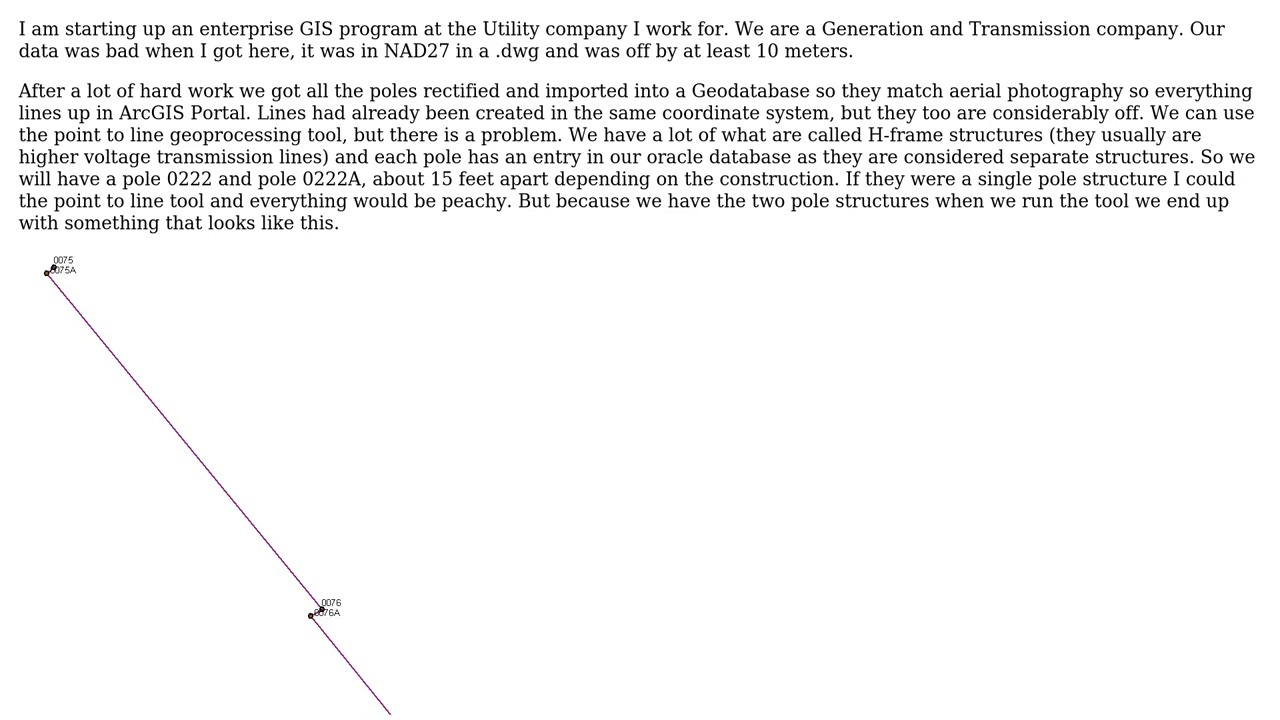 I am starting up an enterprise GIS program at the Utility company I work for. We are a Generation and Transmission company. Our
data was bad when I got here, it was in NAD27 in a .dwg and was off by at least 10 meters.
After a lot of hard work we got all the poles rectified and imported into a Geodatabase so they match aerial photography so everything
lines up in ArcGIS Portal. Lines had already been created in the same coordinate system, but they too are considerably off. We can use
the point to line geoprocessing tool, but there is a problem. We have a lot of what are called H-frame structures (they usually are
higher voltage transmission lines) and each pole has an entry in our oracle database as they are considered separate structures. So we
will have a pole 0222 and pole 0222A, about 15 feet apart depending on the construction. If they were a single pole structure I could
the point to line tool and everything would be peachy. But because we have the two pole structures when we run the tool we end up
with something that looks like this.
0075
0075A
0076
0076A